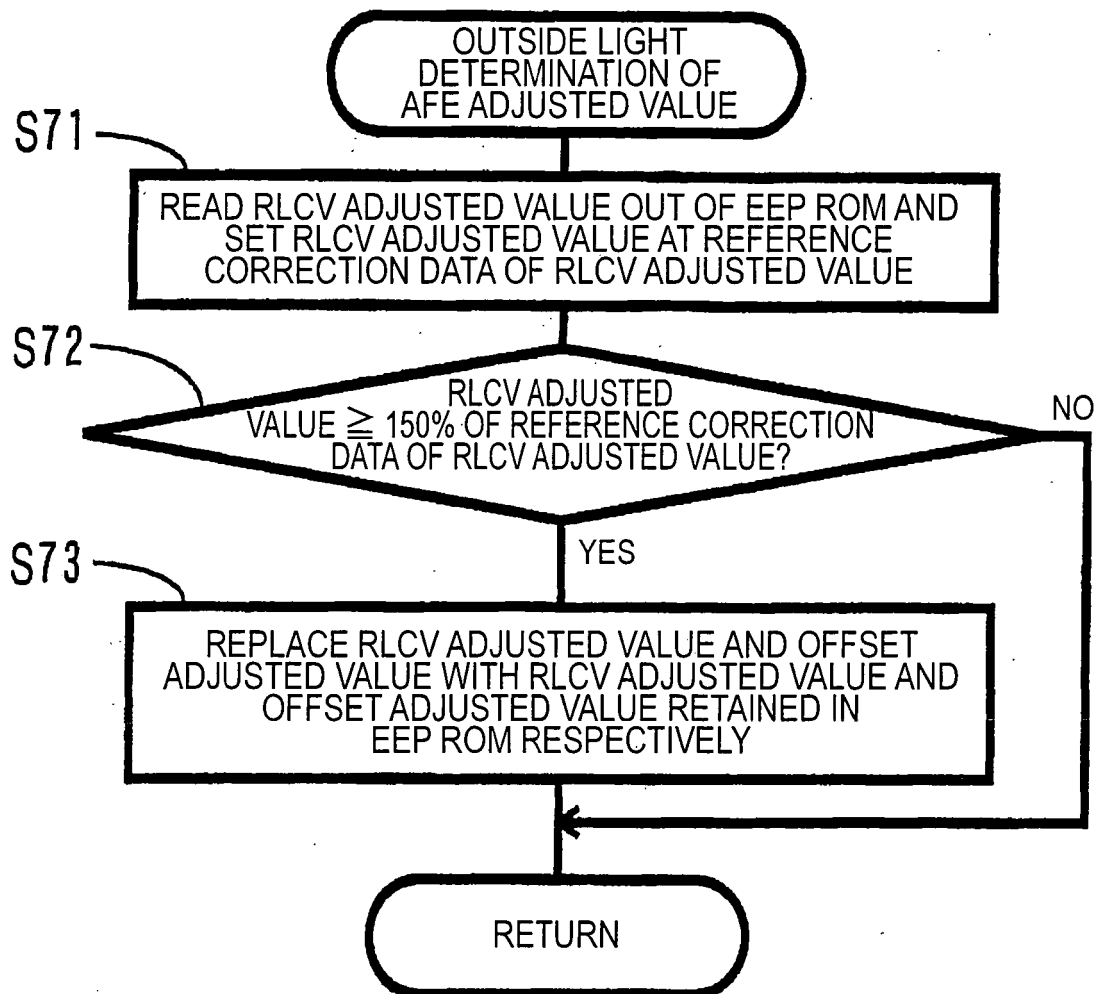 OUTSIDE LIGHT
DETERMINATION OF
AFE ADJUSTED VALUE
S71
READ RLCV ADJUSTED VALUE OUT OF EEP ROM AND
SET RLCV ADJUSTED VALUE AT REFERENCE
CORRECTION DATA OF RLCV ADJUSTED VALUE
S72
RLCV ADJUSTED
VALUE ≧ 150% OF REFERENCE CORRECTION
DATA OF RLCV ADJUSTED VALUE?
NO
YES
S73
REPLACE RLCV ADJUSTED VALUE AND OFFSET
ADJUSTED VALUE WITH RLCV ADJUSTED VALUE AND
OFFSET ADJUSTED VALUE RETAINED IN
EEP ROM RESPECTIVELY
RETURN